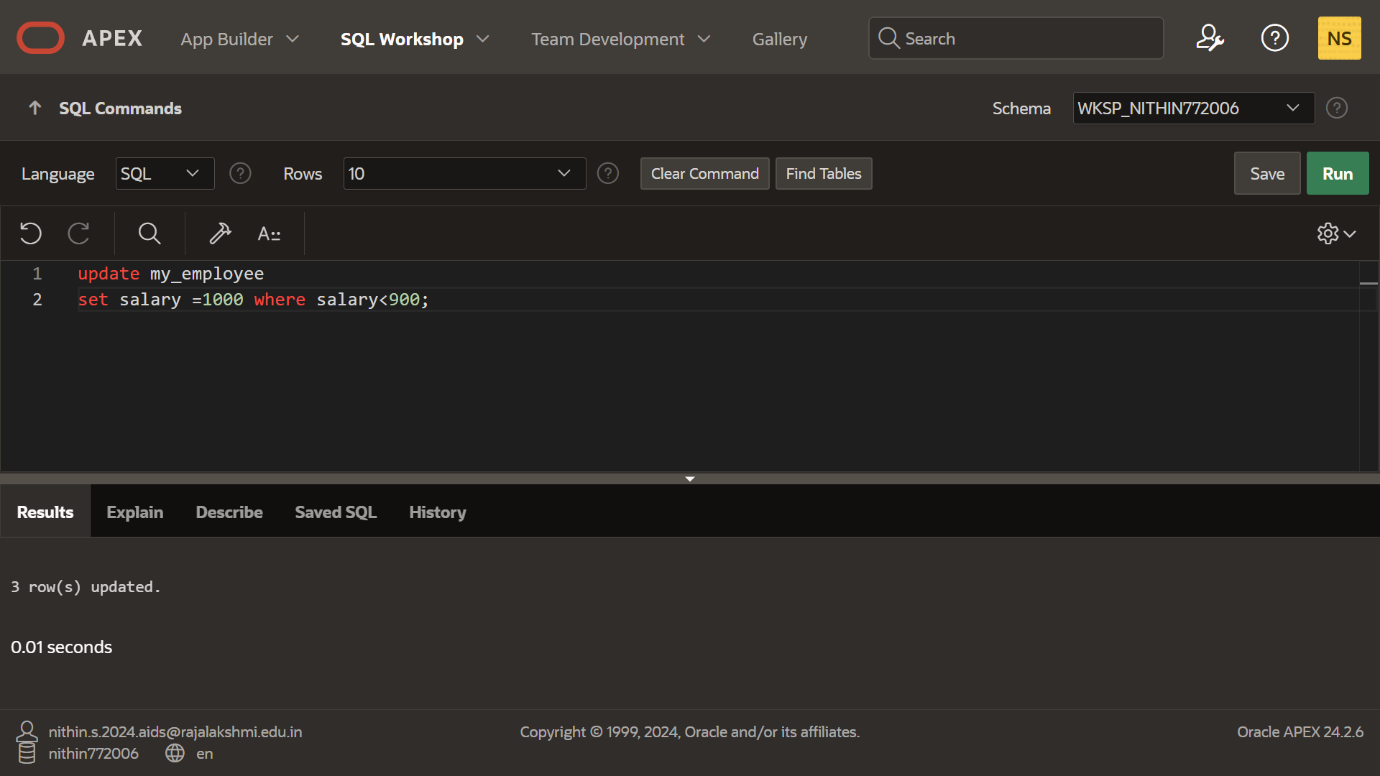 APEX App Builder SQL Workshop Team Development Gallery Search NS
SQL Commands Schema WKSP_NITHIN772006
Language SQL Rows 10 Clear Command Find Tables Save Run
A::
1 update my_employee
2 set salary =1000 where salary<900;
Results Explain Describe Saved SQL History
3 row(s) updated.
0.01 seconds
nithin.s.2024.aids@rajalakshmi.edu.in Copyright © 1999, 2024, Oracle and/or its affiliates. Oracle APEX 24.2.6
nithin772006 en